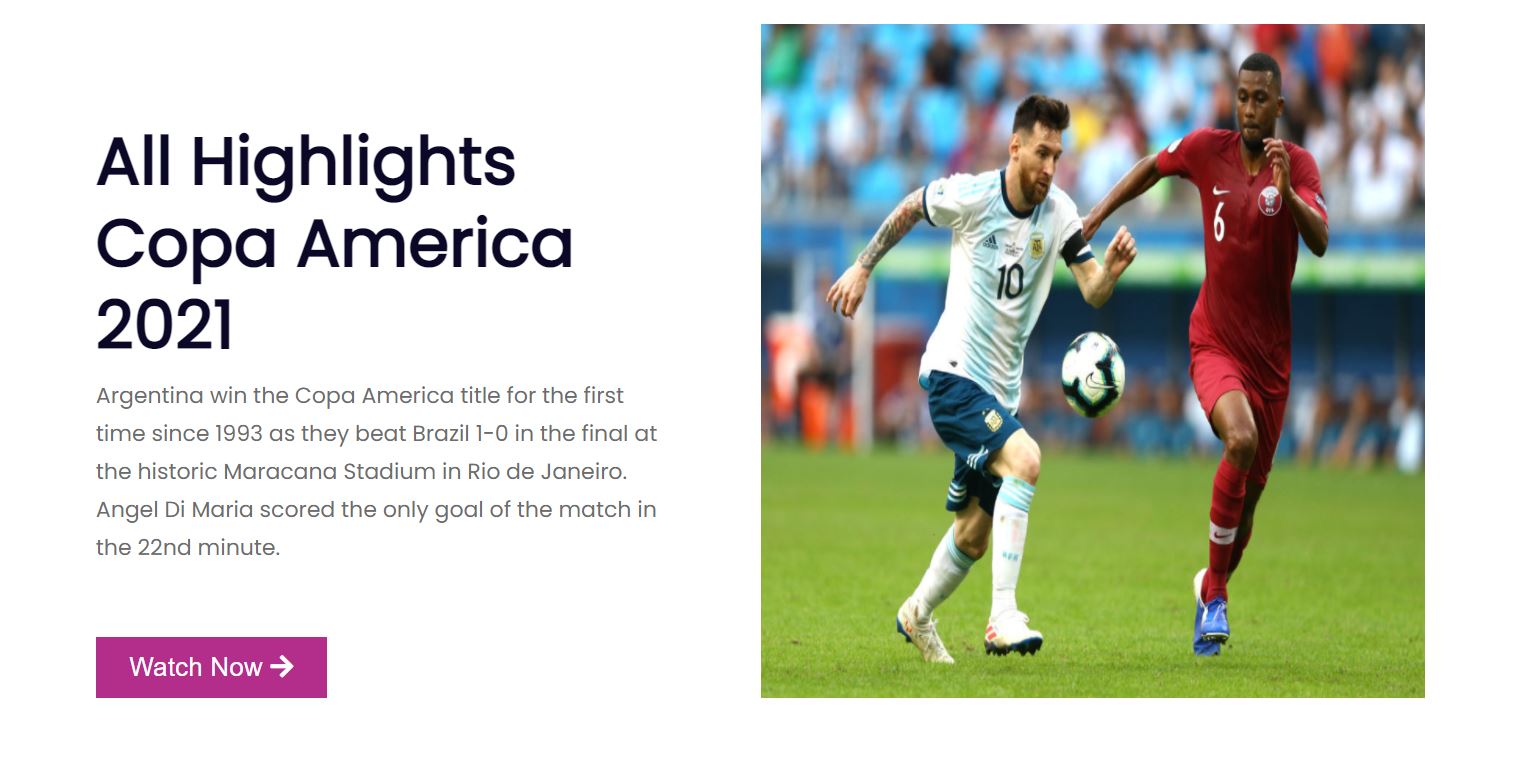 All Highlights
Copa America
2021
Argentina win the Copa America title for the first
time since 1993 as they beat Brazil 1-0 in the final at
the historic Maracana Stadium in Rio de Janeiro.
Angel Di Maria scored the only goal of the match in
the 22nd minute.
Watch Now →
10
6